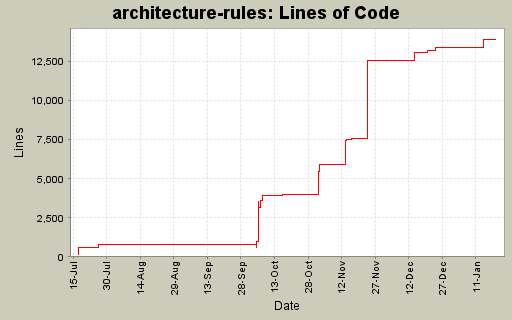 architecture-rules: Lines of Code
Lines
12,500
10,000
7,500
5,000
2,500
0
15-Jul
30-Jul
14-Aug
29-Aug
13-Sep
28-Sep
13-Oct
28-Oct
12-Nov
27-Nov
12-Dec
27-Dec
11-Jan
Date